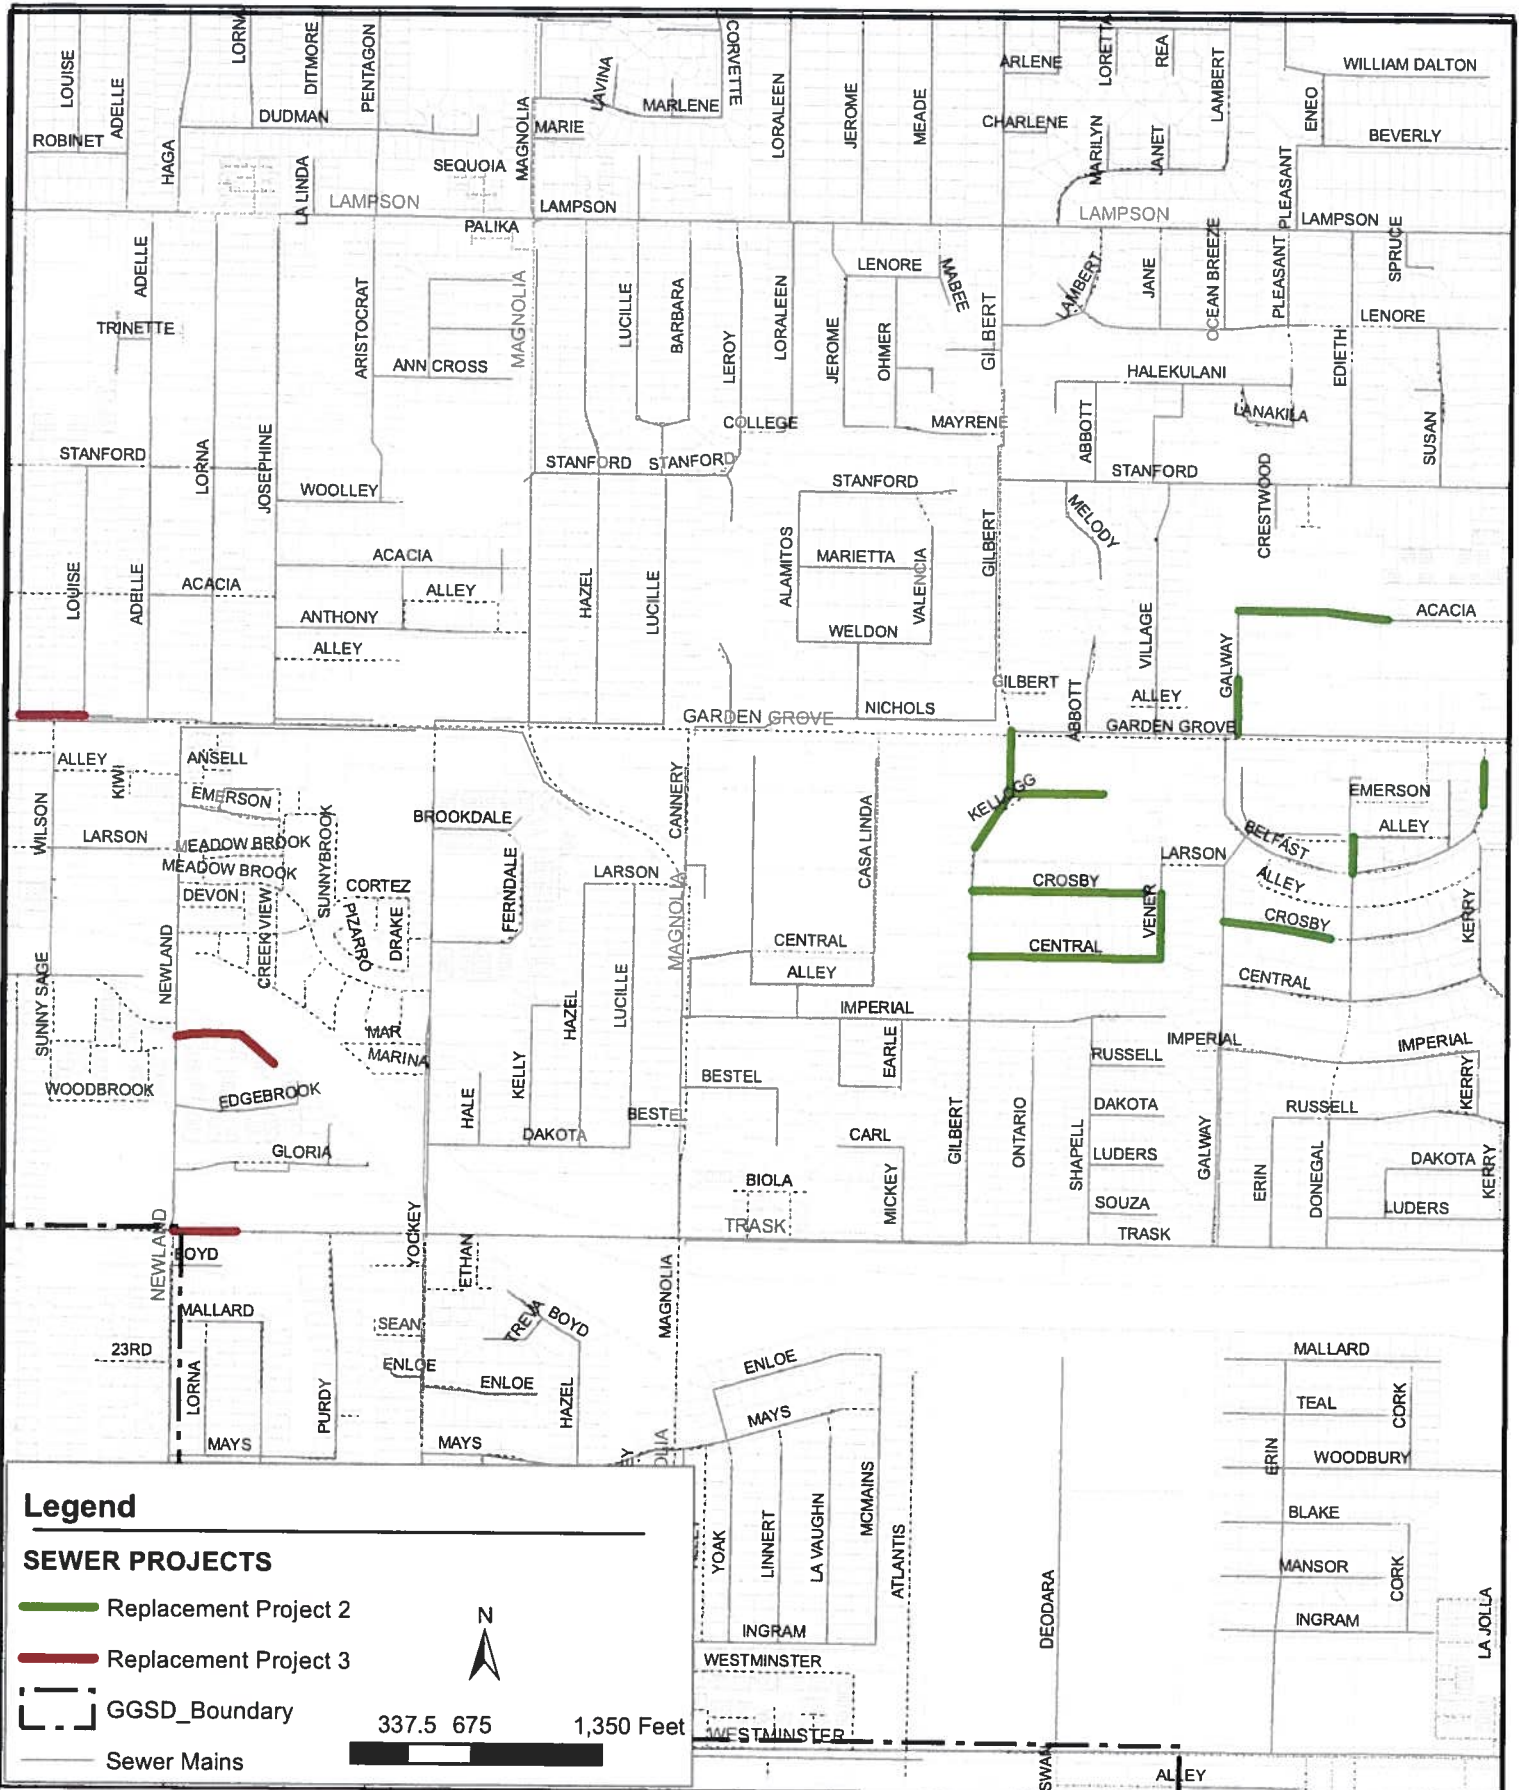 LOUISE
ADELLE
LORNA
DITMORE
PENTAGON
LAVINA
CORVETTE
LORALEEN
JEROME
MEADE
ARLENE
LORETTA
REA
LAMBERT
WILLIAM DALTON
ENEO
ROBINET
HAGA
DUDMAN
MAGNOLIA
MARLENE
MARIE
CHARLENE
MARILYN
JANET
BEVERLY
LA LINDA
SEQUOIA
PLEASANT
LAMPSON
LAMPSON
LAMPSON
LAMPSON
PALIKA
ADELLE
TRINETTE
ARISTOCRAT
MAGNOLIA
LUCILLE
BARBARA
LEROY
LORALEEN
LENORE
MABEE
JEROME
OHMER
GILBERT
LAMBERT
JANE
OCEAN BREEZE
PLEASANT
SPRUCE
LENORE
EDIETH
ANN CROSS
HALEKULANI
COLLEGE
MAYRENE
ABBOTT
LANAKILA
SUSAN
STANFORD
LORNA
JOSEPHINE
STANFORD
STANFORD
STANFORD
STANFORD
CRESTWOOD
WOOLLEY
MELODY
GILBERT
ACACIA
ALAMITOS
MARIETTA
VALENCIA
LOUISE
ADELLE
ACACIA
ALLEY
ANTHONY
HAZEL
LUCILLE
WELDON
VILLAGE
ACACIA
ALLEY
GALWAY
GILBERT
ABBOTT
ALLEY
NICHOLS
GARDEN GROVE
GARDEN GROVE
ALLEY
KIWI
ANSELL
EMERSON
CANNERY
KELLOGG
EMERSON
WILSON
LARSON
MEADOW BROOK
MEADOW BROOK
SUNNYBROOK
BROOKDALE
CASA LINDA
BELFAST
ALLEY
LARSON
ALLEY
DEVON
CORTEZ
PIZARRO
DRAKE
FERNDALE
LARSON
MAGNOLIA
CROSBY
VENER
CROSBY
KERRY
CREEK VIEW
NEWLAND
SUNNY SAGE
CENTRAL
ALLEY
CENTRAL
CENTRAL
HAZEL
LUCILLE
IMPERIAL
MAR
MARINA
EARLE
RUSSELL
IMPERIAL
IMPERIAL
WOODBROOK
EDGEBROOK
HALE
KELLY
BESTEL
BESTEL
DAKOTA
KERRY
RUSSELL
GLORIA
DAKOTA
CARL
GILBERT
ONTARIO
SHAPELL
LUDERS
GALWAY
ERIN
DONEGAL
DAKOTA
KERRY
BIOLA
MICKEY
SOUZA
LUDERS
TRASK
TRASK
NEWLAND
BOYD
YOCKEY
ETHAN
MAGNOLIA
MALLARD
SEAN
TREVA
BOYD
23RD
LORNA
PURDY
ENLOE
ENLOE
HAZEL
ENLOE
MALLARD
MAYS
TEAL
CORK
MAYS
MAYS
ERIN
WOODBURY
YOAK
LINNERT
LA VAUGHN
MCMAINS
ATLANTIS
DEODARA
BLAKE
MANSOR
CORK
INGRAM
INGRAM
LA JOLLA
WESTMINSTER
WESTMINSTER
SWAN
ALLEY
Legend
SEWER PROJECTS
Replacement Project 2
Replacement Project 3
GGSD_Boundary
Sewer Mains
N
337.5 675 1,350 Feet